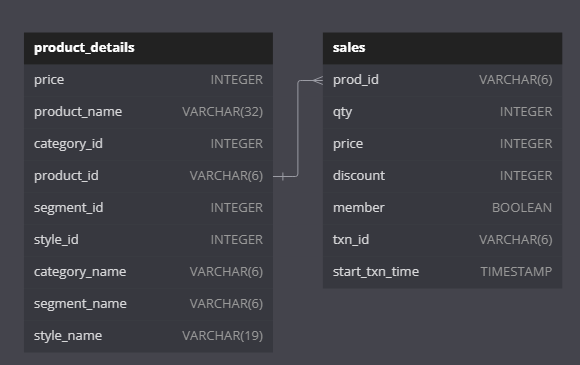 product_details
price INTEGER
product_name VARCHAR(32)
category_id INTEGER
product_id VARCHAR(6)
segment_id INTEGER
style_id INTEGER
category_name VARCHAR(6)
segment_name VARCHAR(6)
style_name VARCHAR(19)
sales
prod_id VARCHAR(6)
qty INTEGER
price INTEGER
discount INTEGER
member BOOLEAN
txn_id VARCHAR(6)
start_txn_time TIMESTAMP